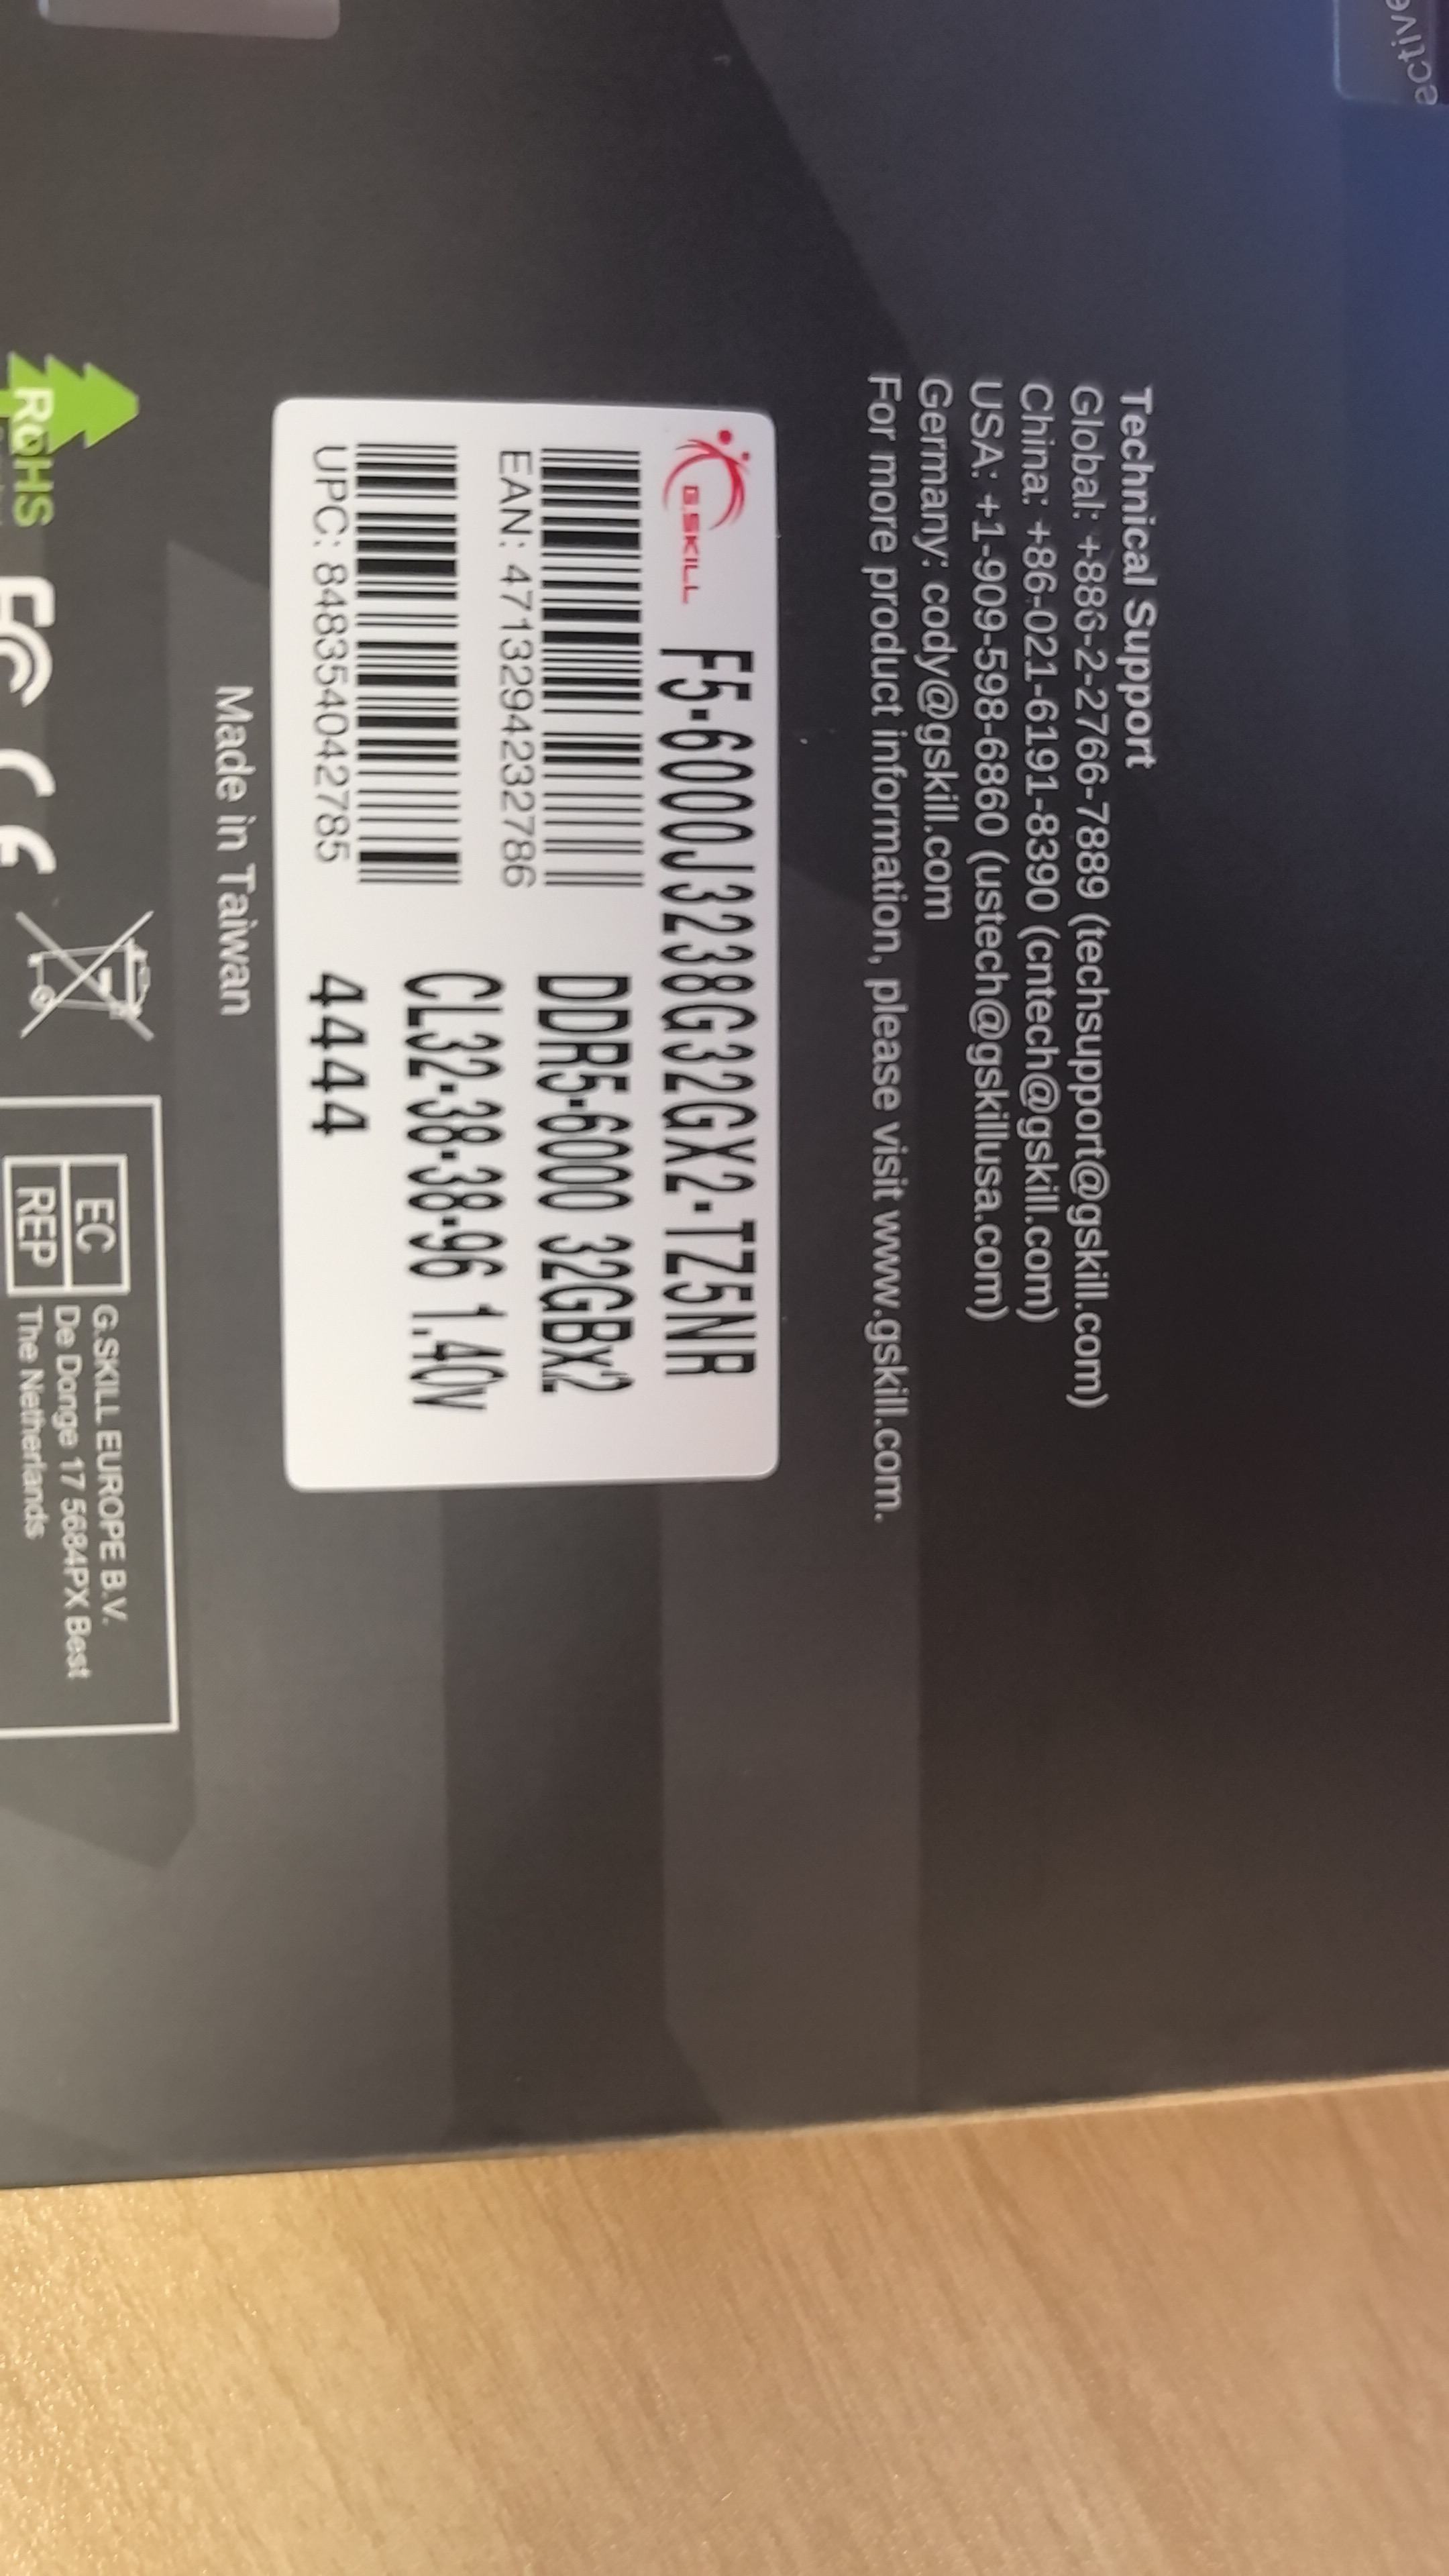 ective
Technical Support
Global: +886-2-2766-7889 (techsupport@gskill.com)
China: +86-021-6191-8390 (cntech@gskill.com)
USA: +1-909-598-6860 (ustech@gskillusa.com)
Germany: cody@gskill.com
For more product information, please visit www.gskill.com.
G.SKILL
F5-6000J3238G32GX2-TZ5NR
EAN: 4713294232786
DDR5-6000 32GBx2
UPC: 848354042785
CL32-38-38-96 1.40v
4444
Made in Taiwan
RoHS
FC CE
EC
REP
G.SKILL EUROPE B.V.
De Donge 17 5684PX Best
The Netherlands